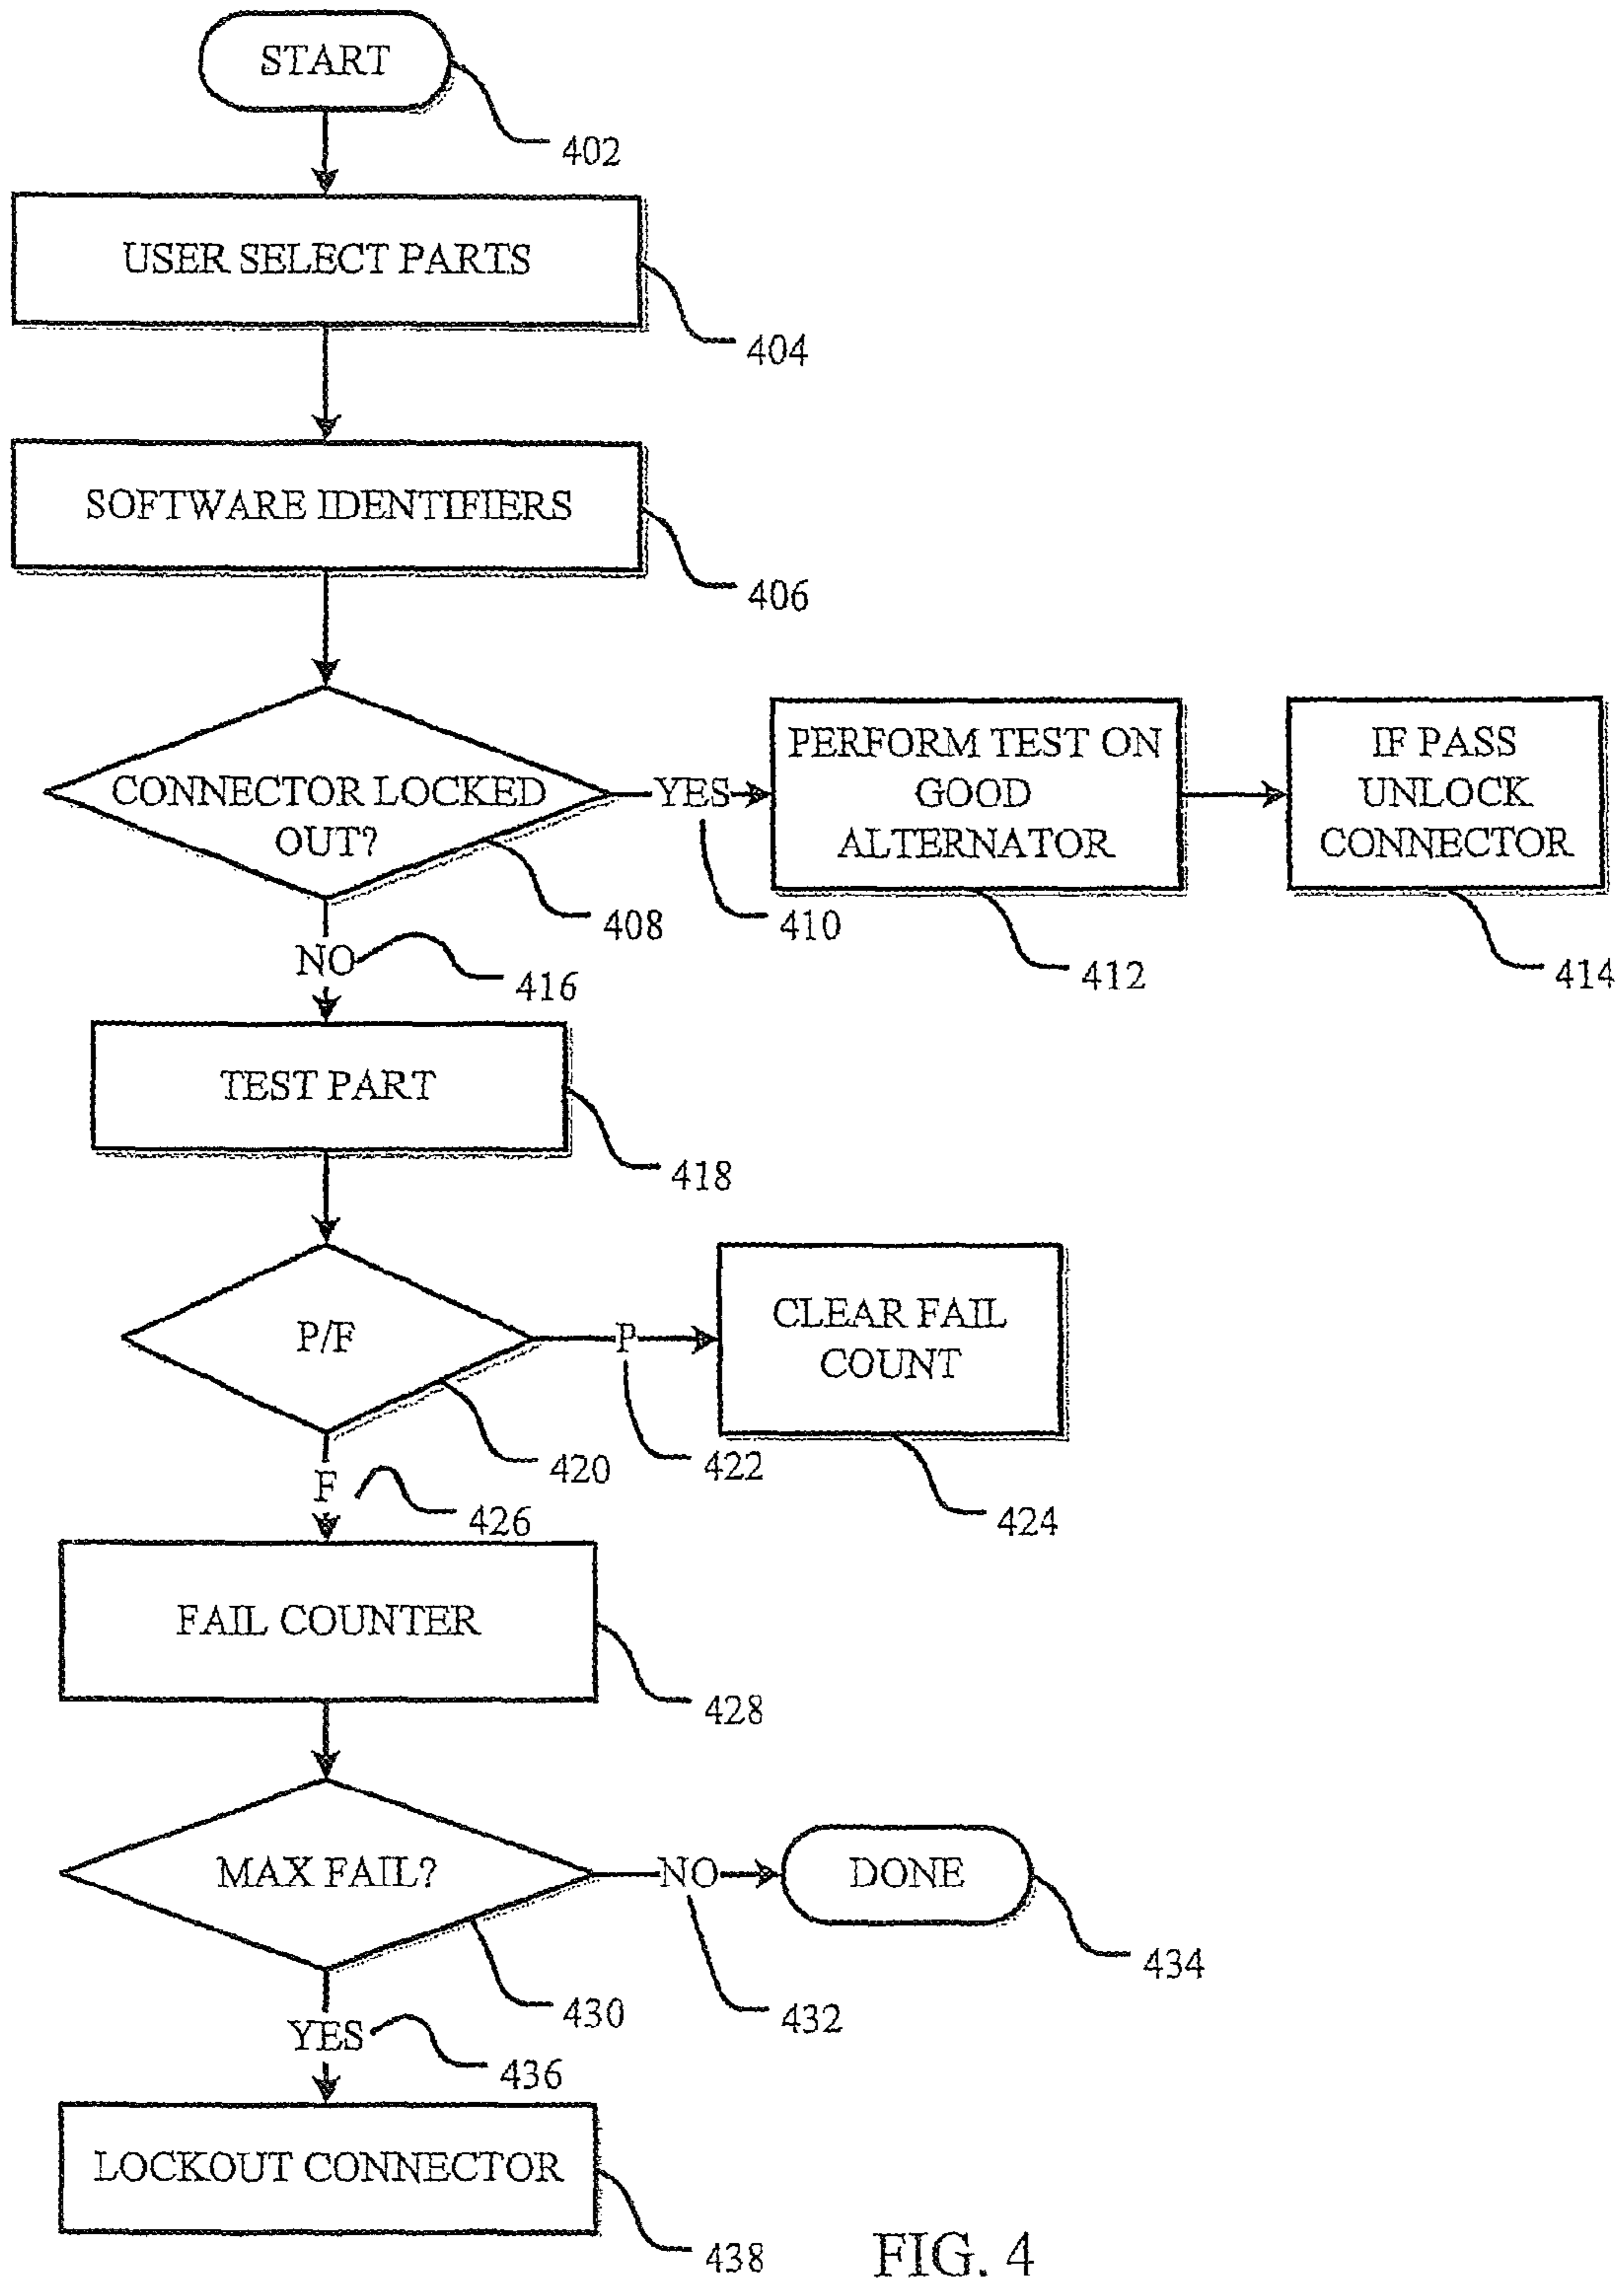 START
402
USER SELECT PARTS
404
SOFTWARE IDENTIFIERS
406
CONNECTOR LOCKED
OUT?
408
YES
410
PERFORM TEST ON
GOOD
ALTERNATOR
412
IF PASS
UNLOCK
CONNECTOR
414
NO
416
TEST PART
418
P/F
420
P
422
CLEAR FAIL
COUNT
424
F
426
FAIL COUNTER
428
MAX FAIL?
430
NO
432
DONE
434
YES
436
LOCKOUT CONNECTOR
438
FIG. 4